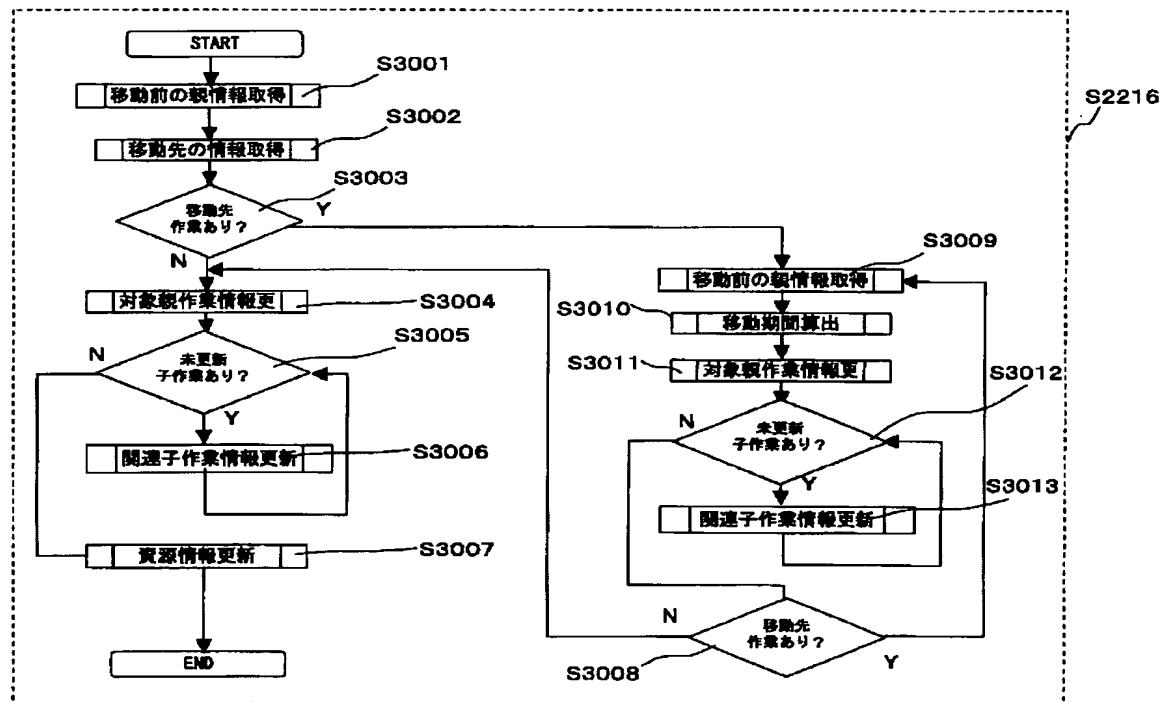 START
S3001
移動前の親情報取得
S3002
移動先の情報取得
S3003
移動先
作業あり?
Y
N
対象親作業情報更
S3004
S3005
未更新
子作業あり?
N
Y
関連子作業情報更新
S3006
資源情報更新
S3007
END
S2216
S3009
移動前の親情報取得
S3010
移動期間算出
S3011
対象親作業情報更
S3012
未更新
子作業あり?
N
Y
S3013
関連子作業情報更新
移動先
作業あり?
N
Y
S3008